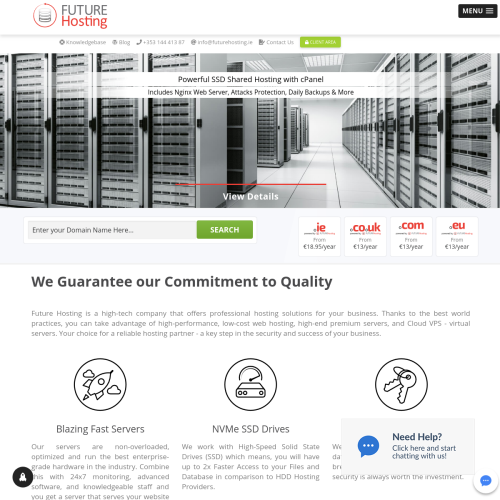 FUTURE
Hosting
MENU
Knowledgebase Blog +353 144 413 87 info@futurehosting.ie Contact Us CLIENT AREA
Powerful SSD Shared Hosting with cPanel
Includes Nginx Web Server, Attacks Protection, Daily Backups & More
View Details
Enter your Domain Name Here...
SEARCH
.ie
From
€18.95/year
.co.uk
From
€13/year
.com
From
€13/year
.eu
From
€13/year
We Guarantee our Commitment to Quality
Future Hosting is a high-tech company that offers professional hosting solutions for your business. Thanks to the best world
practices, you can take advantage of high-performance, low-cost web hosting, high-end premium servers, and Cloud VPS - virtual
servers. Your choice for a reliable hosting partner - a key step in the security and success of your business.
Blazing Fast Servers
Our servers are non-overloaded,
optimized and run the best enterprise-
grade hardware in the industry. Combine
this with 24x7 monitoring, advanced
software, and knowledgeable staff and
you get a server that serves your website
NVMe SSD Drives
We work with High-Speed Solid State
Drives (SSD) which means, you will have
up to 2x Faster Access to your Files and
Database in comparison to HDD Hosting
Providers.
security is always worth the investment.
Need Help?
Click here and start
chatting with us!